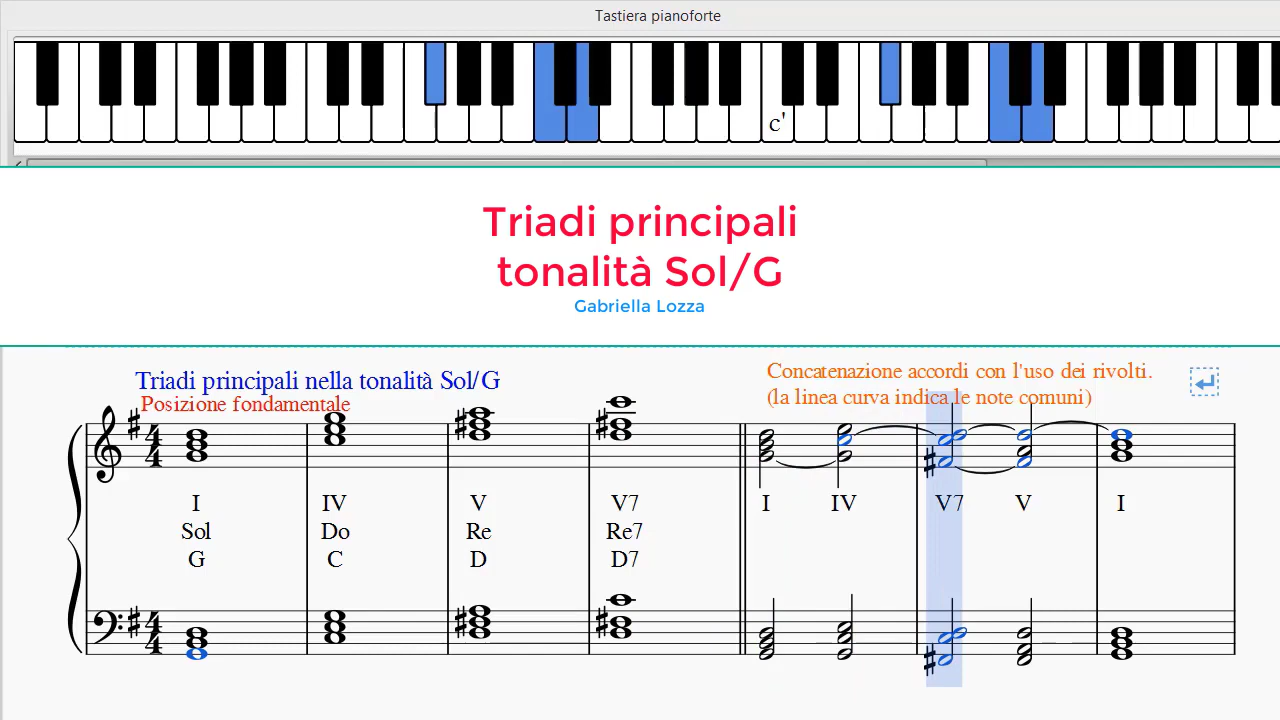 Tastiera pianoforte
c'
Triadi principali
tonalità Sol/G
Gabriella Lozza
Triadi principali nella tonalità Sol/G
Posizione fondamentale
Concatenazione accordi con l'uso dei rivolti.
(la linea curva indica le note comuni)
I IV V V7 I IV V7 V I
Sol Do Re Re7
G C D D7